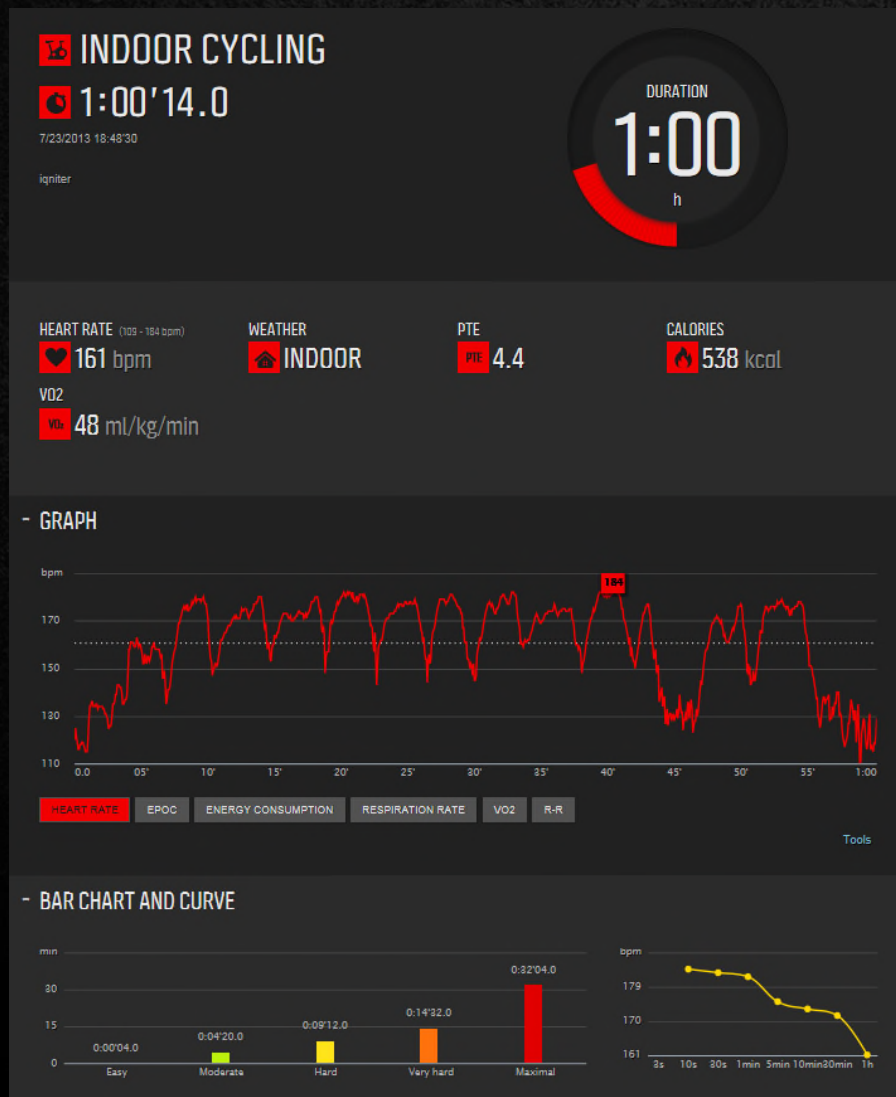 INDOOR CYCLING
1:00'14.0
7/23/2013 18:48'30
iqniter
DURATION
1:00
h
HEART RATE (109 - 184 bpm)
161 bpm
WEATHER
INDOOR
PTE
PTE 4.4
CALORIES
538 kcal
VO2
VO₂ 48 ml/kg/min
- GRAPH
bpm
184
170
150
130
110
0.0 05' 10' 15' 20' 25' 30' 35' 40' 45' 50' 55' 1:00
HEART RATE EPOC ENERGY CONSUMPTION RESPIRATION RATE VO2 R-R
Tools
- BAR CHART AND CURVE
min
30
15
0
0:00'04.0
0:04'20.0
0:09'12.0
0:14'32.0
0:32'04.0
Easy Moderate Hard Very hard Maximal
bpm
179
170
161
3s 10s 30s 1min 5min 10min 30min 1h